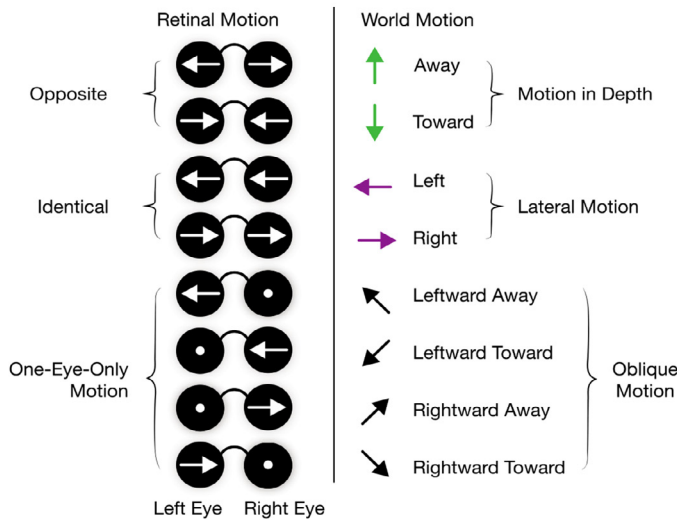 Retinal Motion
World Motion
Opposite
Away
Toward
Motion in Depth
Identical
Left
Right
Lateral Motion
One-Eye-Only
Motion
Leftward Away
Leftward Toward
Rightward Away
Rightward Toward
Oblique
Motion
Left Eye
Right Eye